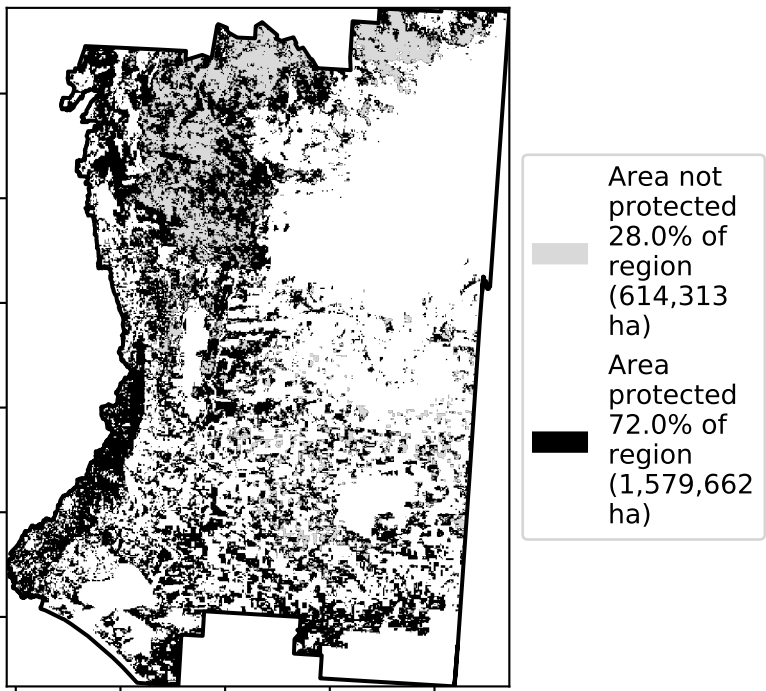 Area not
protected
28.0% of
region
(614,313
ha)
Area
protected
72.0% of
region
(1,579,662
ha)